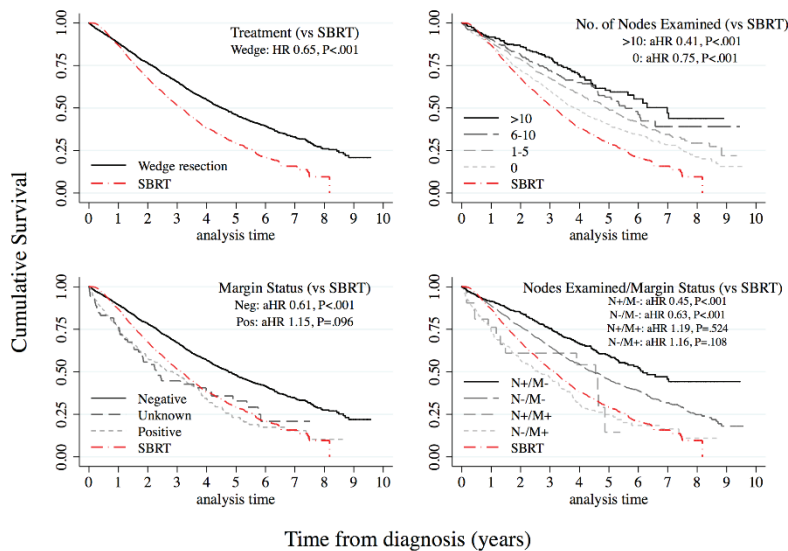 Cumulative Survival
Treatment (vs SBRT)
Wedge: HR 0.65, P<.001
1.00
0.75
0.50
0.25
0.00
Wedge resection
SBRT
0 1 2 3 4 5 6 7 8 9 10
analysis time
No. of Nodes Examined (vs SBRT)
>10: aHR 0.41, P<.001
0: aHR 0.75, P<.001
1.00
0.75
0.50
0.25
0.00
>10
6-10
1-5
0
SBRT
0 1 2 3 4 5 6 7 8 9 10
analysis time
Margin Status (vs SBRT)
Neg: aHR 0.61, P<.001
Pos: aHR 1.15, P=.096
1.00
0.75
0.50
0.25
0.00
Negative
Unknown
Positive
SBRT
0 1 2 3 4 5 6 7 8 9 10
analysis time
Nodes Examined/Margin Status (vs SBRT)
N+/M-: aHR 0.45, P<.001
N-/M-: aHR 0.63, P<.001
N+/M+: aHR 1.19, P=.524
N-/M+: aHR 1.16, P=.108
1.00
0.75
0.50
0.25
0.00
N+/M-
N-/M-
N+/M+
N-/M+
SBRT
0 1 2 3 4 5 6 7 8 9 10
analysis time
Time from diagnosis (years)